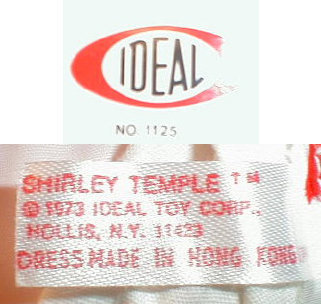 IDEAL
NO. 1125
SHIRLEY TEMPLE ™
© 1973 IDEAL TOY CORP.,
HOLLIS, N.Y. 11423
DRESS MADE IN HONG KONG